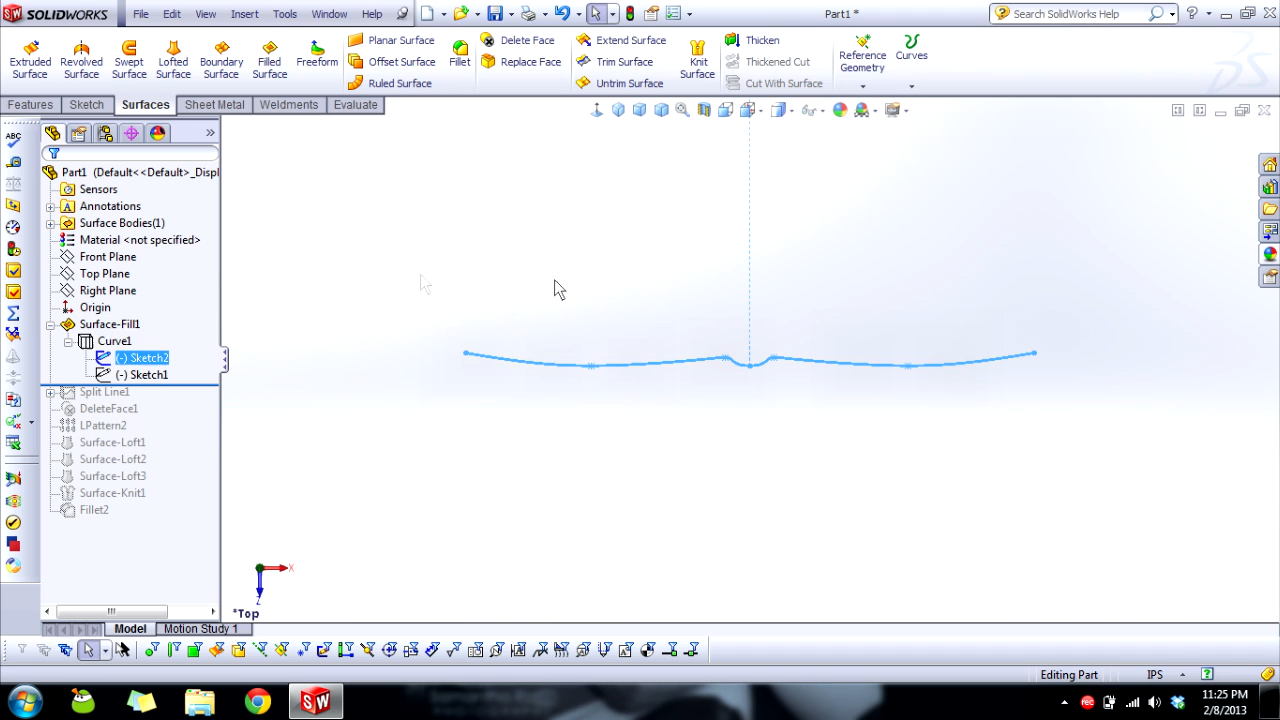 SOLIDWORKS File Edit View Insert Tools Window Help Part1 * Search SolidWorks Help
Extruded Surface Revolved Surface Swept Surface Lofted Surface Boundary Surface Filled Surface Freeform
Planar Surface Offset Surface Ruled Surface Fillet
Delete Face Replace Face
Extend Surface Trim Surface Untrim Surface
Knit Surface
Thicken Thickened Cut Cut With Surface
Reference Geometry Curves
Features Sketch Surfaces Sheet Metal Weldments Evaluate
ABC
Part1 (Default<<Default>_Displ
Sensors
Annotations
Surface Bodies(1)
Material <not specified>
Front Plane
Top Plane
Right Plane
Origin
Surface-Fill1
Curve1
(-) Sketch2
(-) Sketch1
Split Line1
DeleteFace1
LPattern2
Surface-Loft1
Surface-Loft2
Surface-Loft3
Surface-Knit1
Fillet2
X
Z
*Top
Model Motion Study 1
Editing Part IPS
11:25 PM
2/8/2013